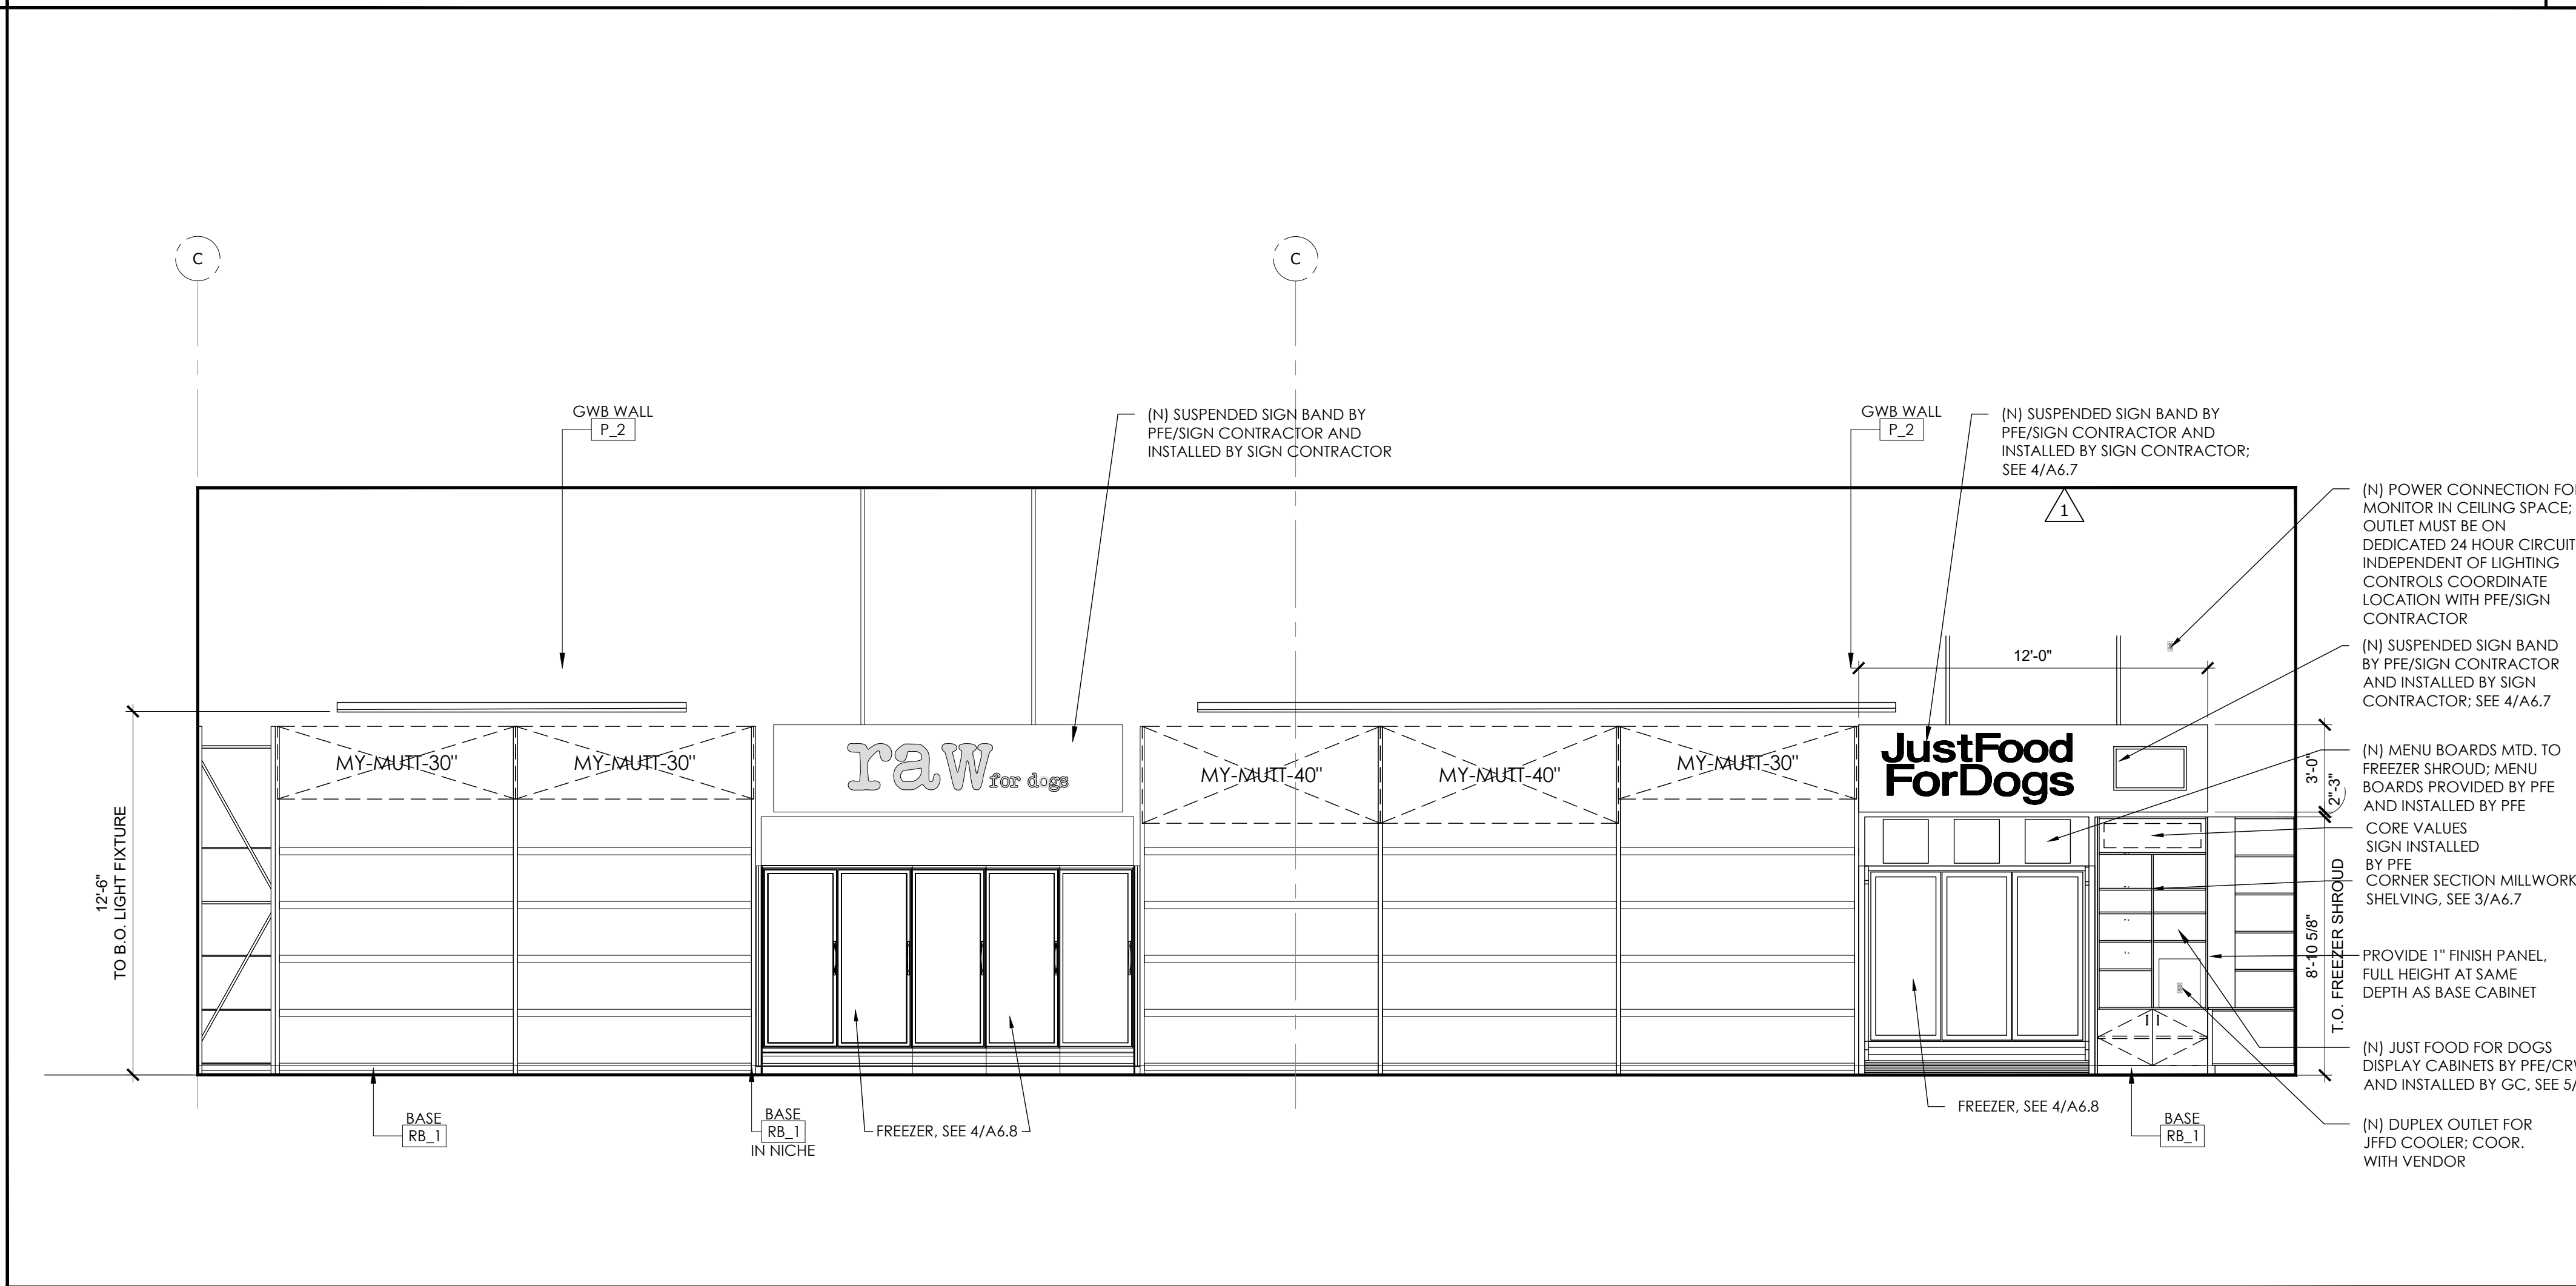 C
C
GWB WALL
P_2
(N) SUSPENDED SIGN BAND BY
PFE/SIGN CONTRACTOR AND
INSTALLED BY SIGN CONTRACTOR
GWB WALL
P_2
(N) SUSPENDED SIGN BAND BY
PFE/SIGN CONTRACTOR AND
INSTALLED BY SIGN CONTRACTOR;
SEE 4/A6.7
1
(N) POWER CONNECTION FO
MONITOR IN CEILING SPACE;
OUTLET MUST BE ON
DEDICATED 24 HOUR CIRCUIT
INDEPENDENT OF LIGHTING
CONTROLS COORDINATE
LOCATION WITH PFE/SIGN
CONTRACTOR
(N) SUSPENDED SIGN BAND
BY PFE/SIGN CONTRACTOR
AND INSTALLED BY SIGN
CONTRACTOR; SEE 4/A6.7
(N) MENU BOARDS MTD. TO
FREEZER SHROUD; MENU
BOARDS PROVIDED BY PFE
AND INSTALLED BY PFE
CORE VALUES
SIGN INSTALLED
BY PFE
CORNER SECTION MILLWORK
SHELVING, SEE 3/A6.7
PROVIDE 1" FINISH PANEL,
FULL HEIGHT AT SAME
DEPTH AS BASE CABINET
(N) JUST FOOD FOR DOGS
DISPLAY CABINETS BY PFE/CR
AND INSTALLED BY GC, SEE 5/
(N) DUPLEX OUTLET FOR
JFFD COOLER; COOR.
WITH VENDOR
12'-0"
3'-0"
2"-3"
8'-10 5/8"
T.O. FREEZER SHROUD
12'-6"
TO B.O. LIGHT FIXTURE
MY-MUTT-30"
MY-MUTT-30"
raw for dogs
MY-MUTT-40"
MY-MUTT-40"
MY-MUTT-30"
JustFood
ForDogs
BASE
RB_1
BASE
RB_1
IN NICHE
FREEZER, SEE 4/A6.8
FREEZER, SEE 4/A6.8
BASE
RB_1